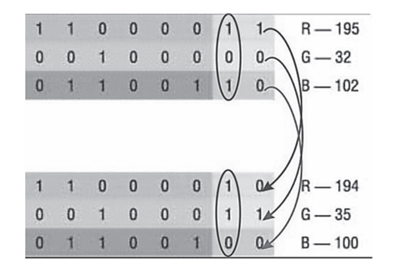 1 1 0 0 0 0 1 1 R — 195
0 0 1 0 0 0 0 0 G — 32
0 1 1 0 0 1 1 0 B — 102
1 1 0 0 0 0 1 0 R — 194
0 0 1 0 0 0 1 1 G — 35
0 1 1 0 0 1 0 0 B — 100